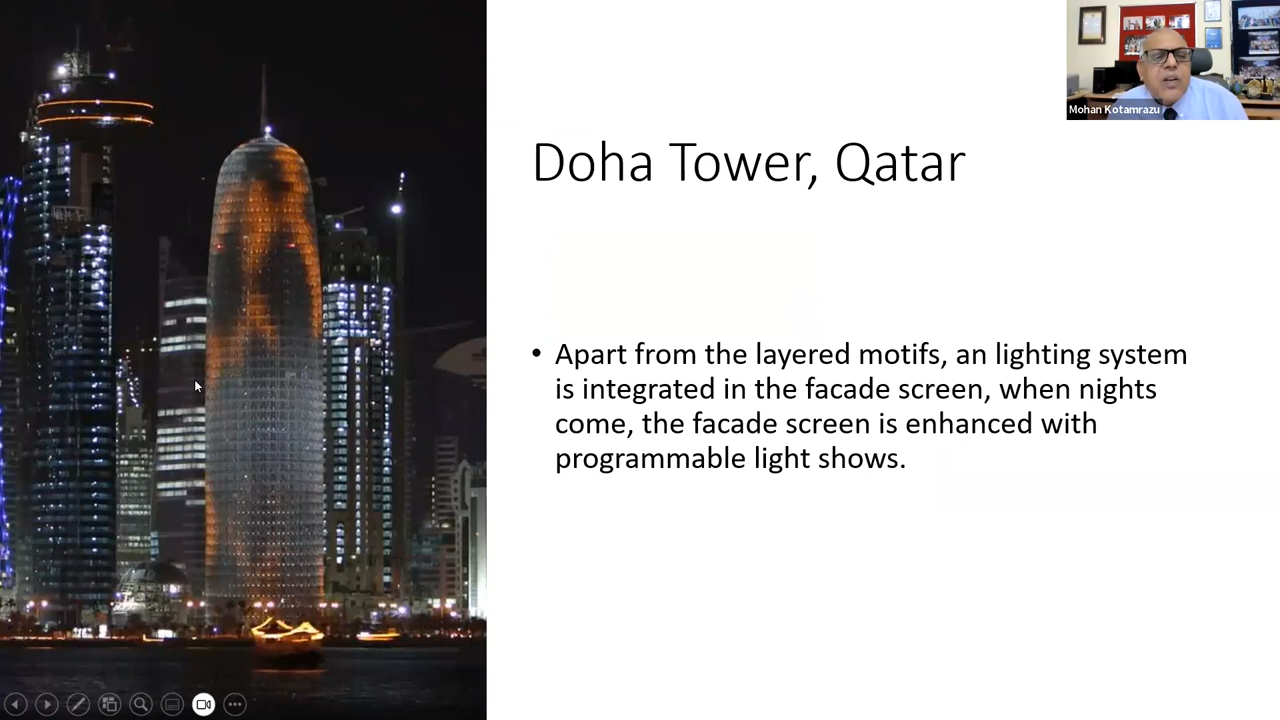 Mohan Kotamrazu
Doha Tower, Qatar
• Apart from the layered motifs, an lighting system
is integrated in the facade screen, when nights
come, the facade screen is enhanced with
programmable light shows.